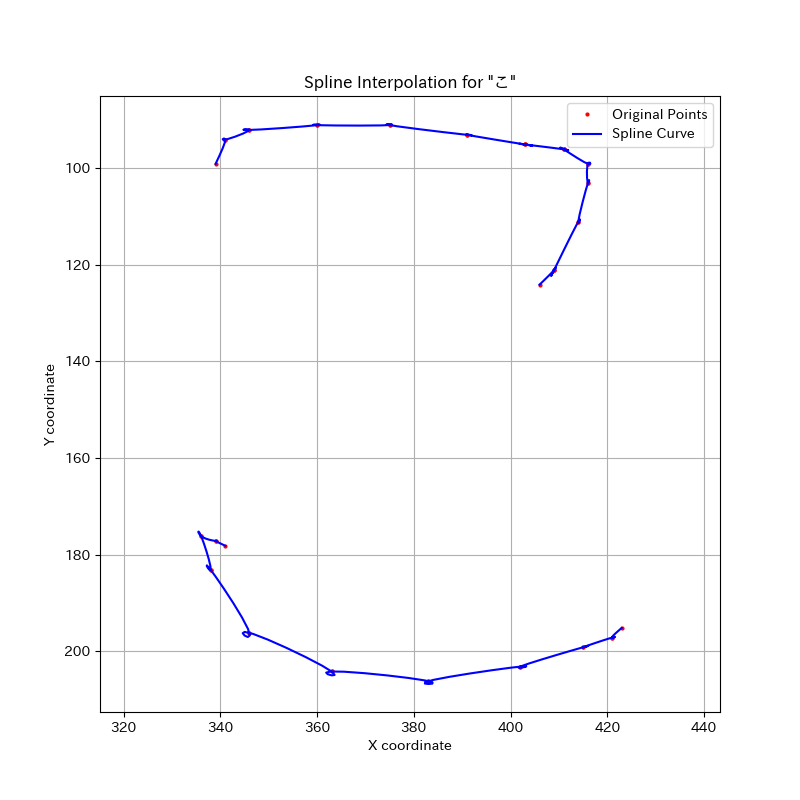 Spline Interpolation for "こ"
Original Points
Spline Curve
100
120
140
160
180
200
Y coordinate
320 340 360 380 400 420 440
X coordinate